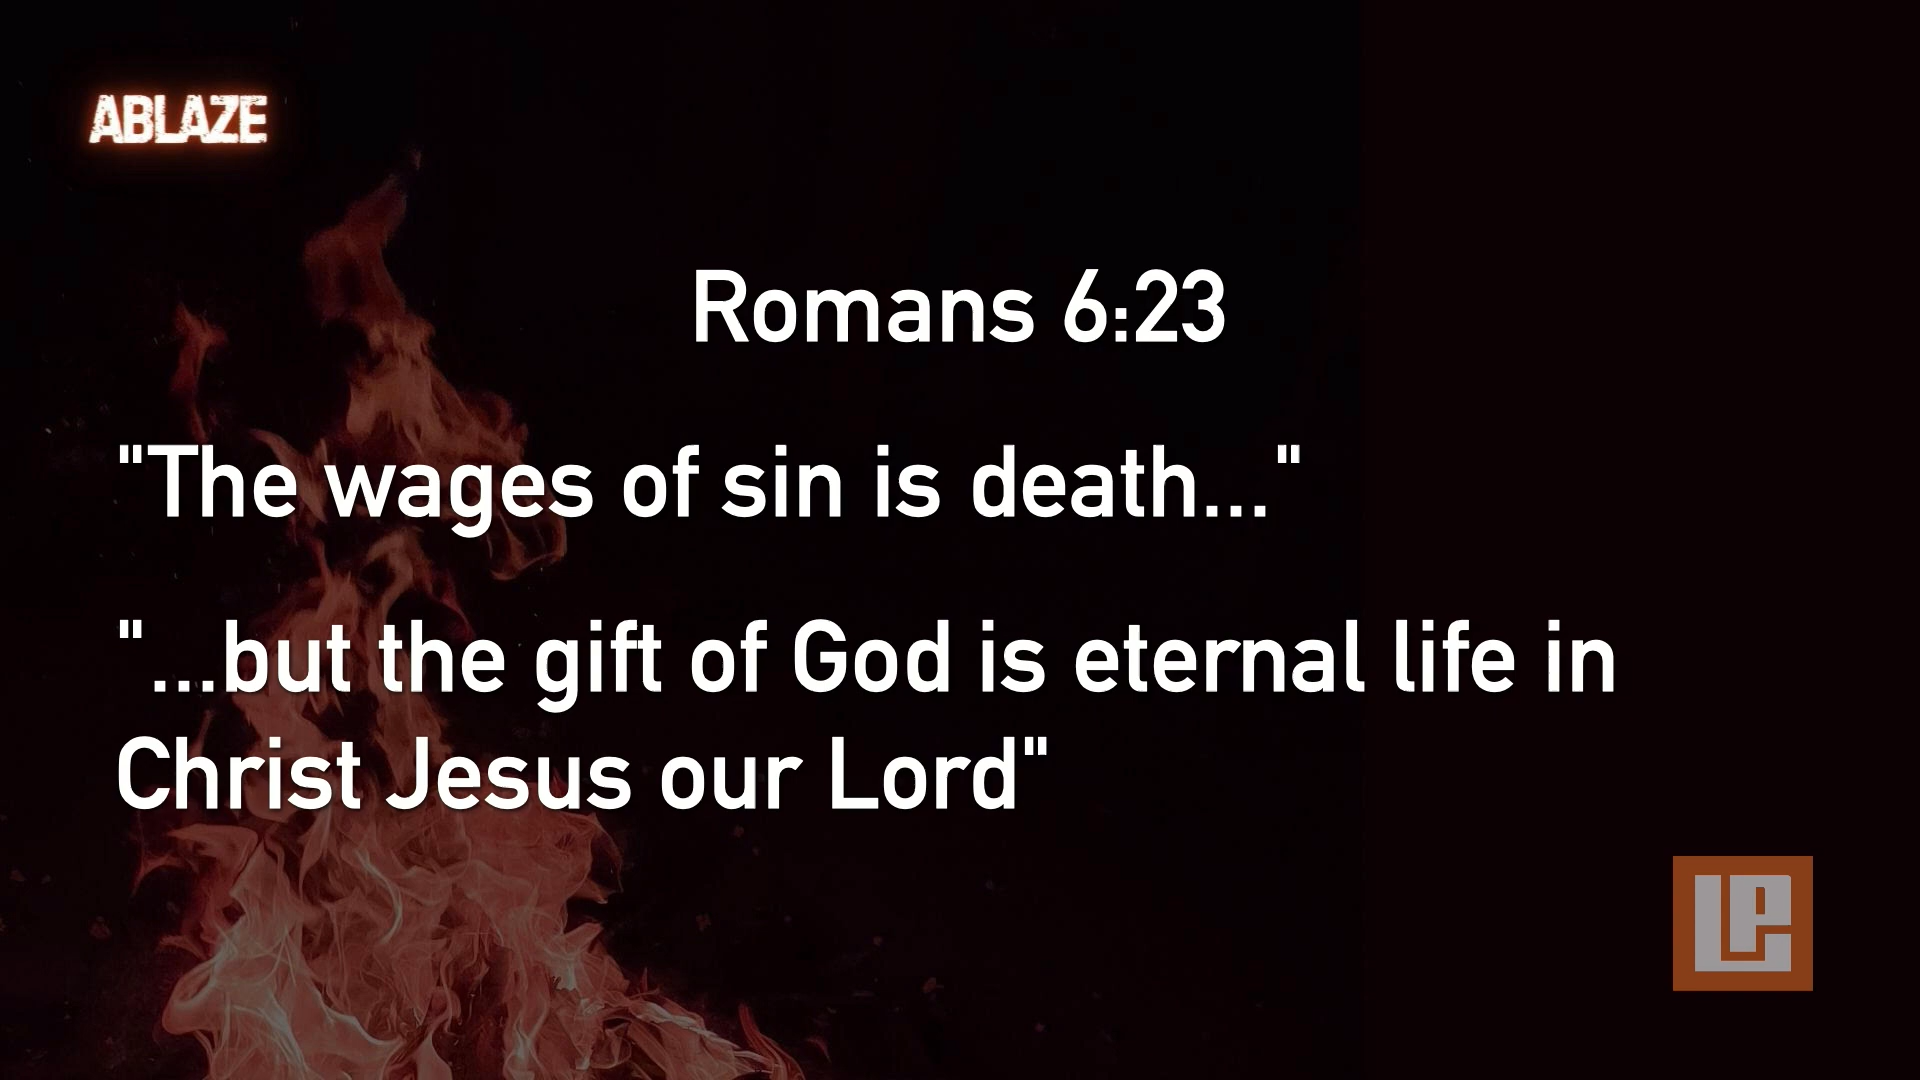 ABLAZE
Romans 6:23
"The wages of sin is death..."
"...but the gift of God is eternal life in
Christ Jesus our Lord"
LP